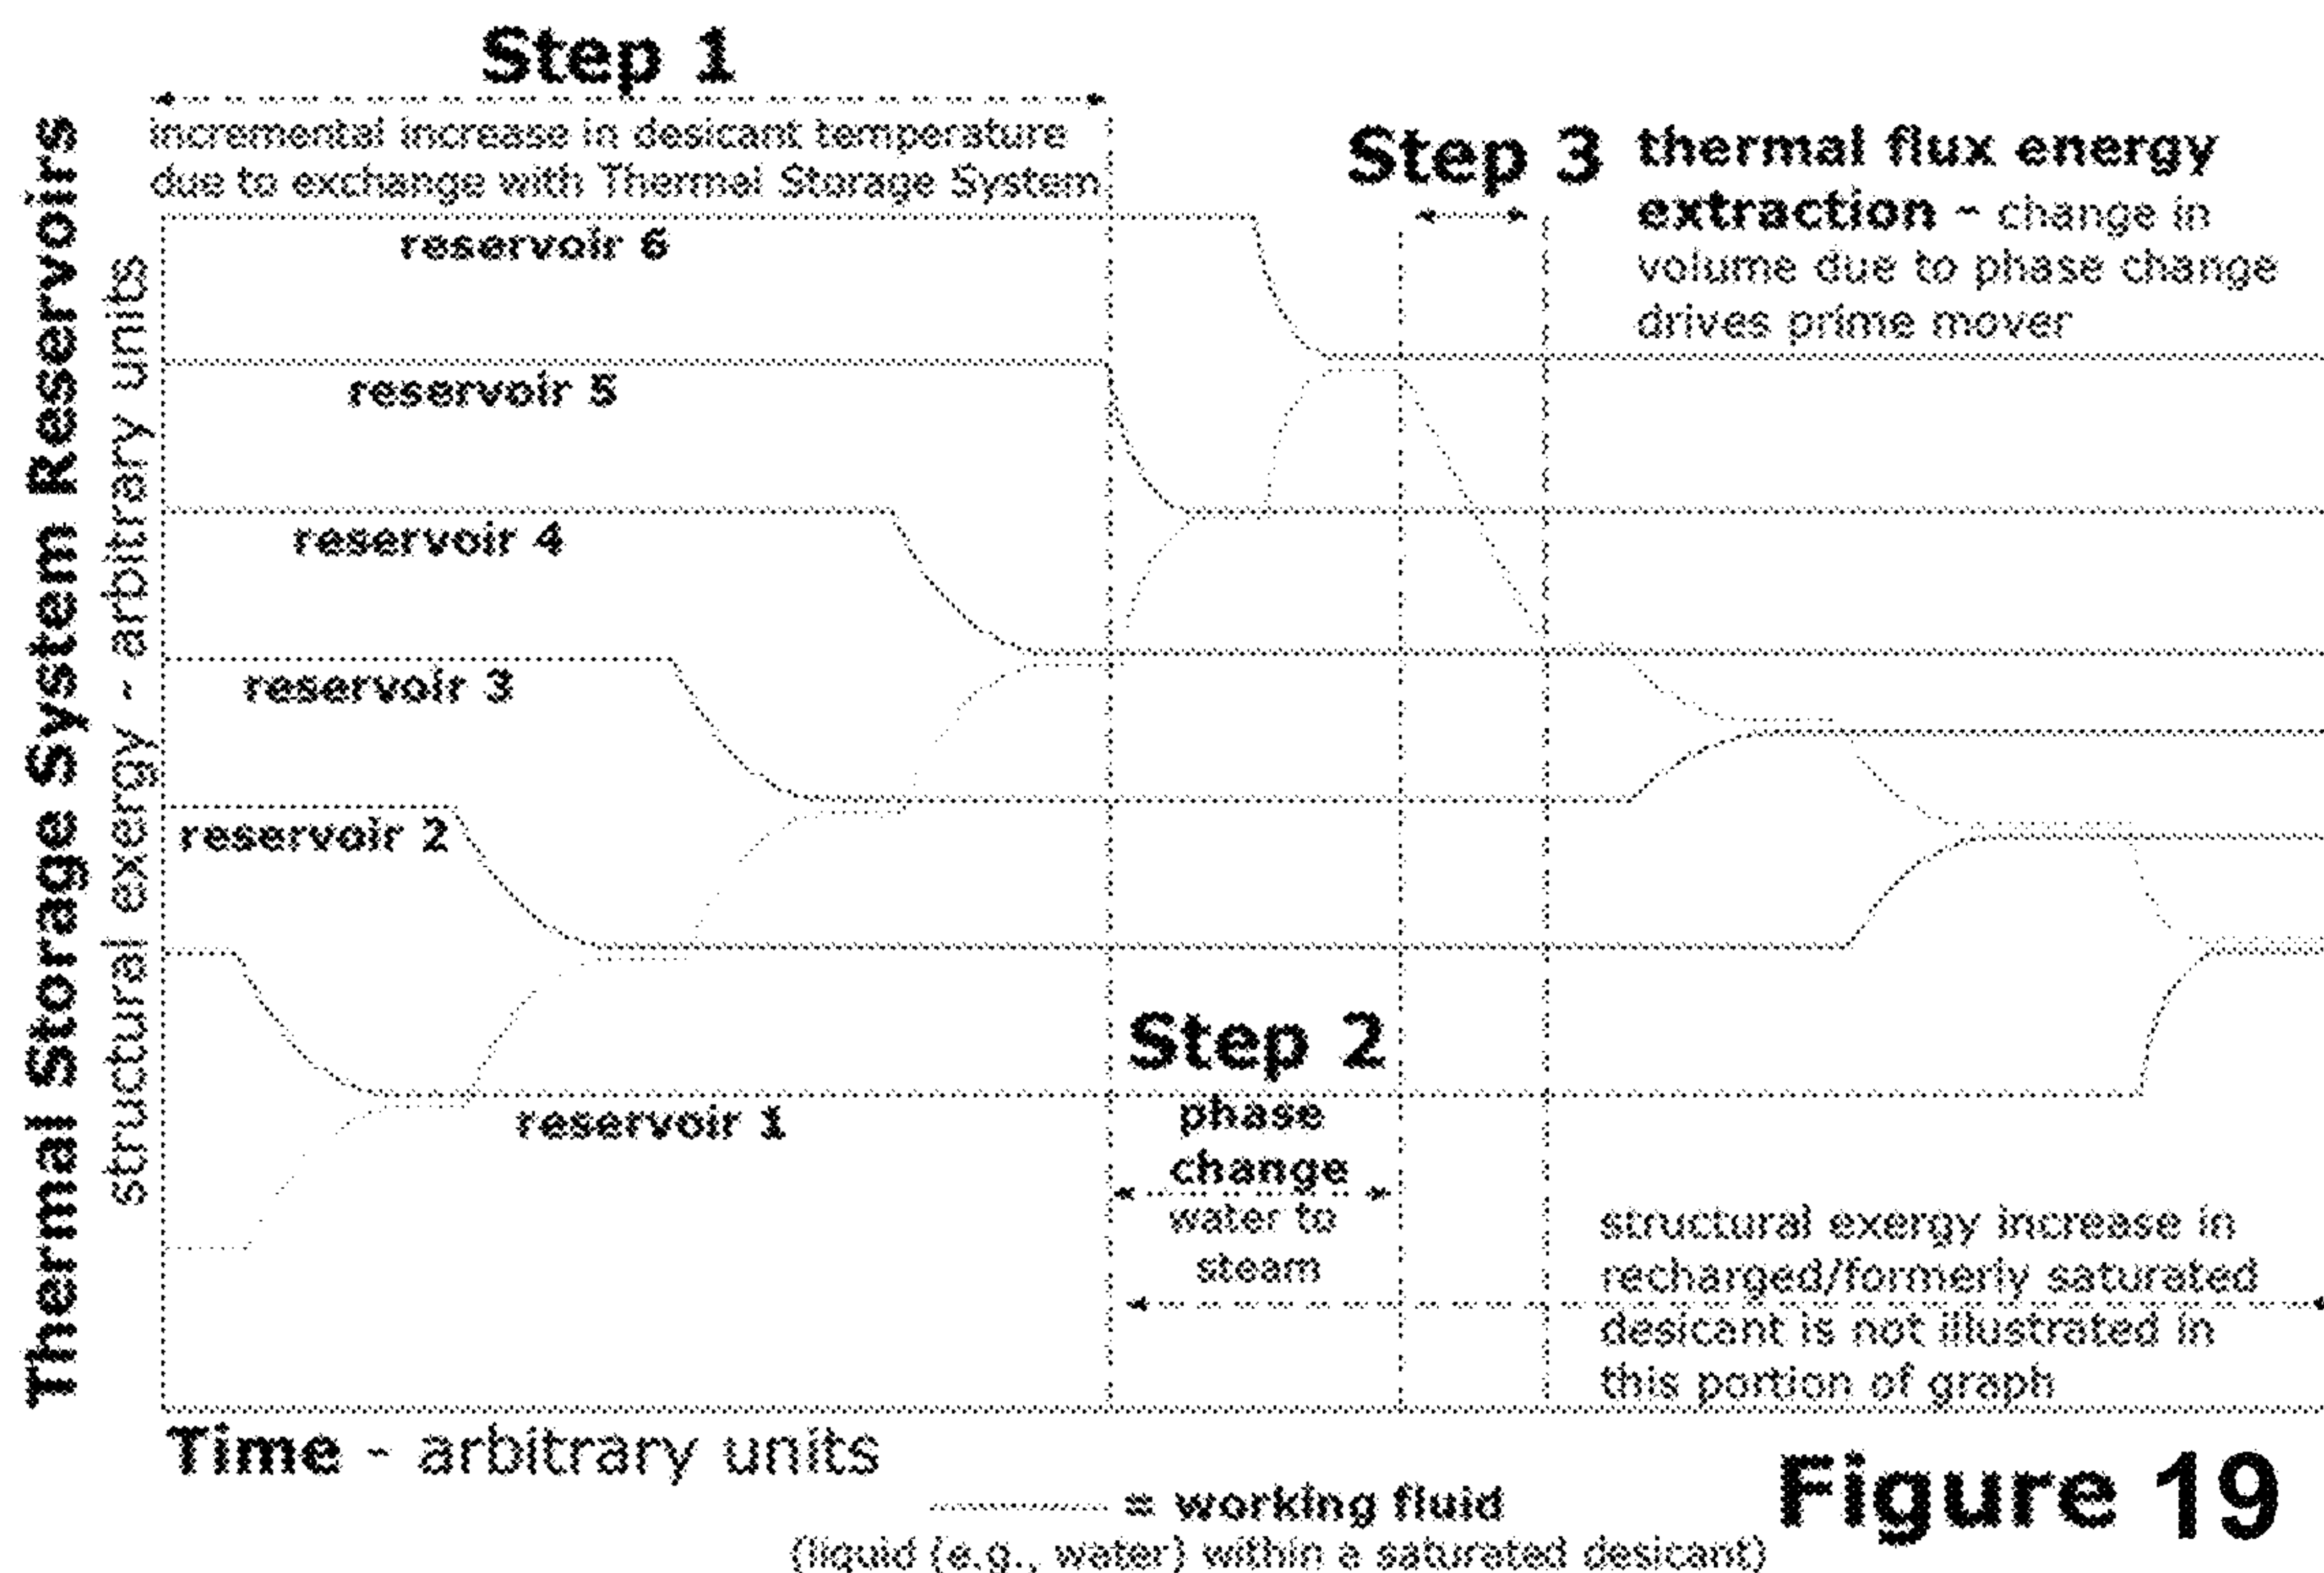 Step 1
incremental increase in desicant temperature
due to exchange with Thermal Storage System
Step 3
thermal flux energy
extraction - change in
volume due to phase change
drives prime mover
Thermal Storage System Reservoirs
structural exergy - arbitrary units
reservoir 6
reservoir 5
reservoir 4
reservoir 3
reservoir 2
reservoir 1
Step 2
phase
change
water to
steam
structural exergy increase in
recharged/formerly saturated
desicant is not illustrated in
this portion of graph
Time - arbitrary units
= working fluid
(liquid (e.g., water) within a saturated desicant)
Figure 19